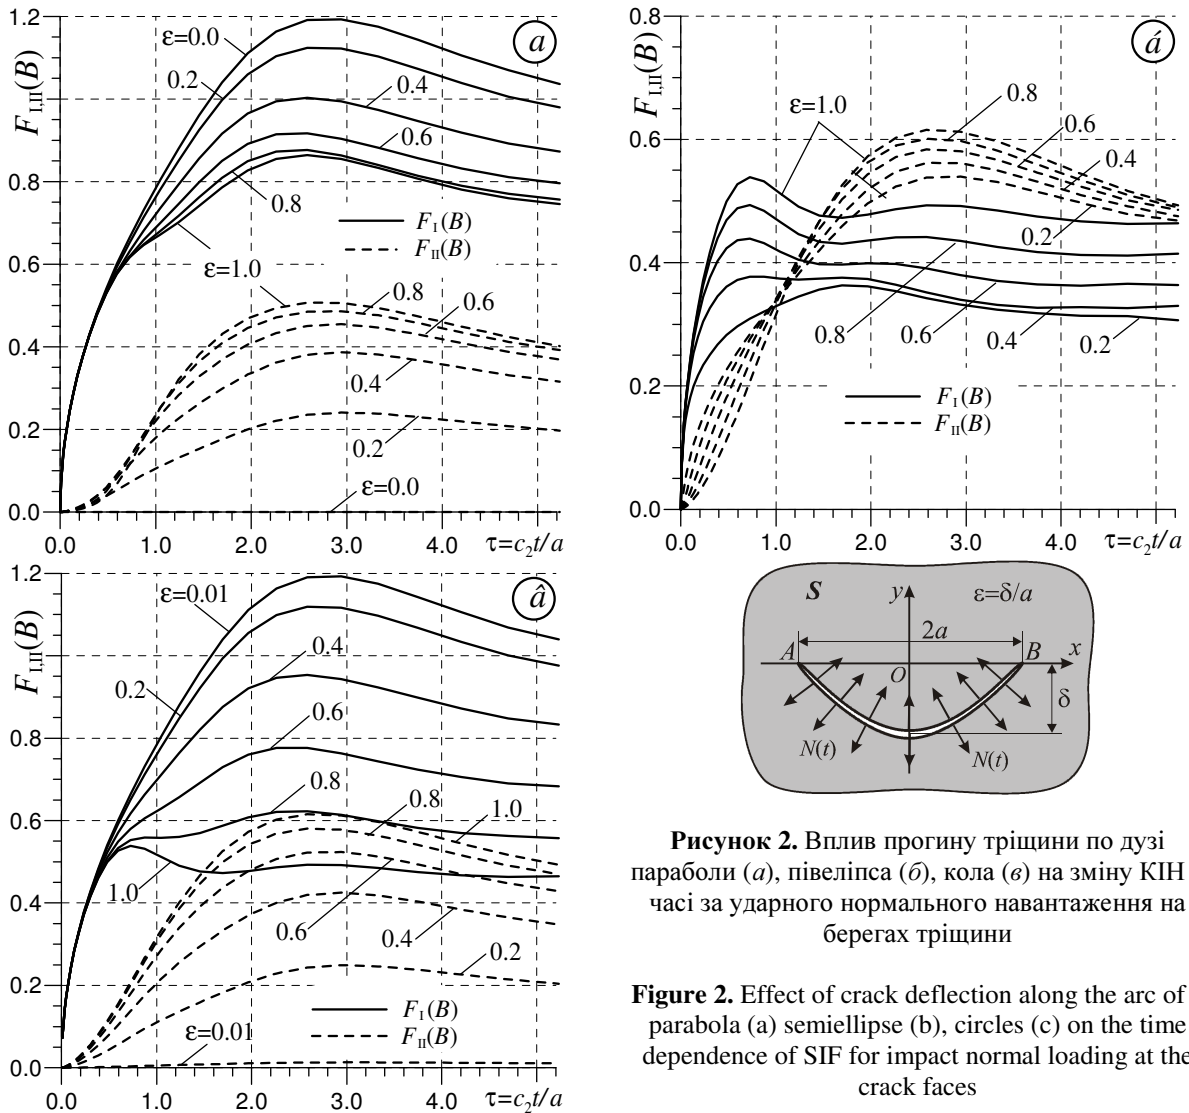 1.2
1.0
0.8
0.6
0.4
0.2
0.0
F_I,II(B)
ε=0.0
0.2
0.4
0.6
0.8
ε=1.0
F_I(B)
F_II(B)
0.8
0.6
0.4
0.2
ε=0.0
a
0.0 1.0 2.0 3.0 4.0 τ=c₂t/a
0.8
0.6
0.4
0.2
0.0
F_I,II(B)
á
ε=1.0
0.8
0.6
0.4
0.2
0.8
0.6
0.4
0.2
F_I(B)
F_II(B)
0.0 1.0 2.0 3.0 4.0 τ=c₂t/a
1.2
0.8
0.6
0.4
0.2
0.0
F_I,II(B)
â
ε=0.01
0.2
0.4
0.6
0.8
0.8
1.0
1.0
0.6
0.4
0.2
F_I(B)
F_II(B)
ε=0.01
0.0 1.0 2.0 3.0 4.0 τ=c₂t/a
S
y
ε=δ/a
2a
A
B
x
O
δ
N(t)
N(t)
Рисунок 2. Вплив прогину тріщини по дузі
параболи (а), півеліпса (б), кола (в) на зміну КІН
часі за ударного нормального навантаження на
берегах тріщини
Figure 2. Effect of crack deflection along the arc of
parabola (a) semiellipse (b), circles (c) on the time
dependence of SIF for impact normal loading at the
crack faces